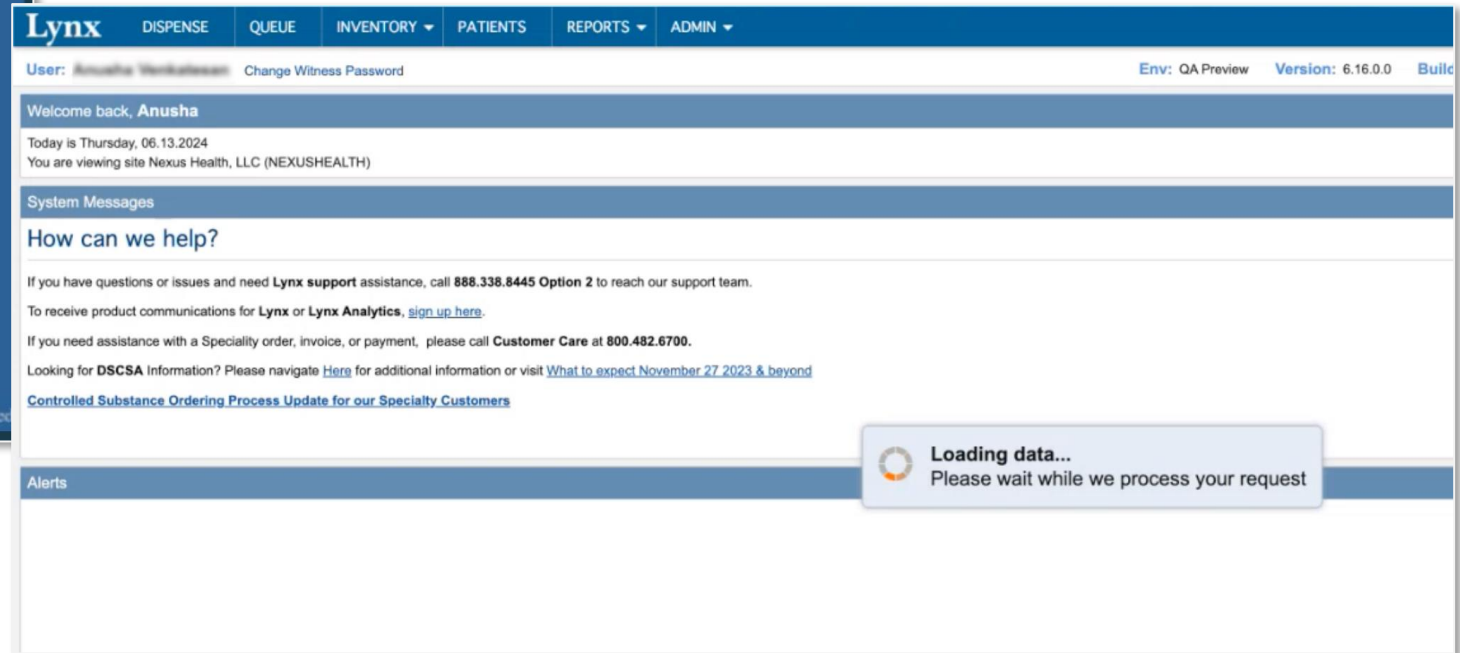 Lynx DISPENSE QUEUE INVENTORY PATIENTS REPORTS ADMIN
User: Change Witness Password Env: QA Preview Version: 6.16.0.0
Welcome back, Anusha
Today is Thursday, 06.13.2024
You are viewing site Nexus Health, LLC (NEXUSHEALTH)
System Messages
How can we help?
If you have questions or issues and need Lynx support assistance, call 888.338.8445 Option 2 to reach our support team.
To receive product communications for Lynx or Lynx Analytics, sign up here.
If you need assistance with a Speciality order, invoice, or payment, please call Customer Care at 800.482.6700.
Looking for DSCSA Information? Please navigate Here for additional information or visit What to expect November 27 2023 & beyond
Controlled Substance Ordering Process Update for our Specialty Customers
Loading data...
Please wait while we process your request
Alerts